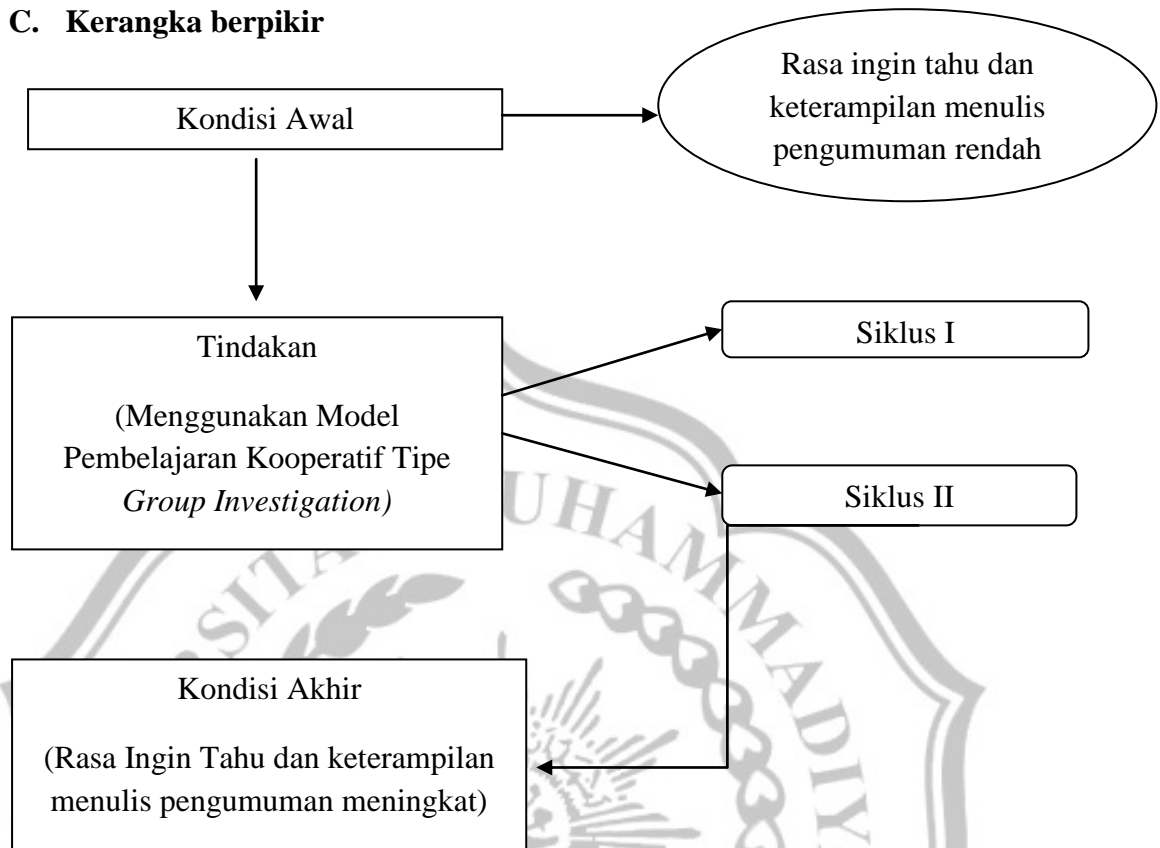 C. Kerangka berpikir
Kondisi Awal
Rasa ingin tahu dan
keterampilan menulis
pengumuman rendah
Tindakan
(Menggunakan Model
Pembelajaran Kooperatif Tipe
Group Investigation)
Siklus I
Siklus II
Kondisi Akhir
(Rasa Ingin Tahu dan keterampilan
menulis pengumuman meningkat)